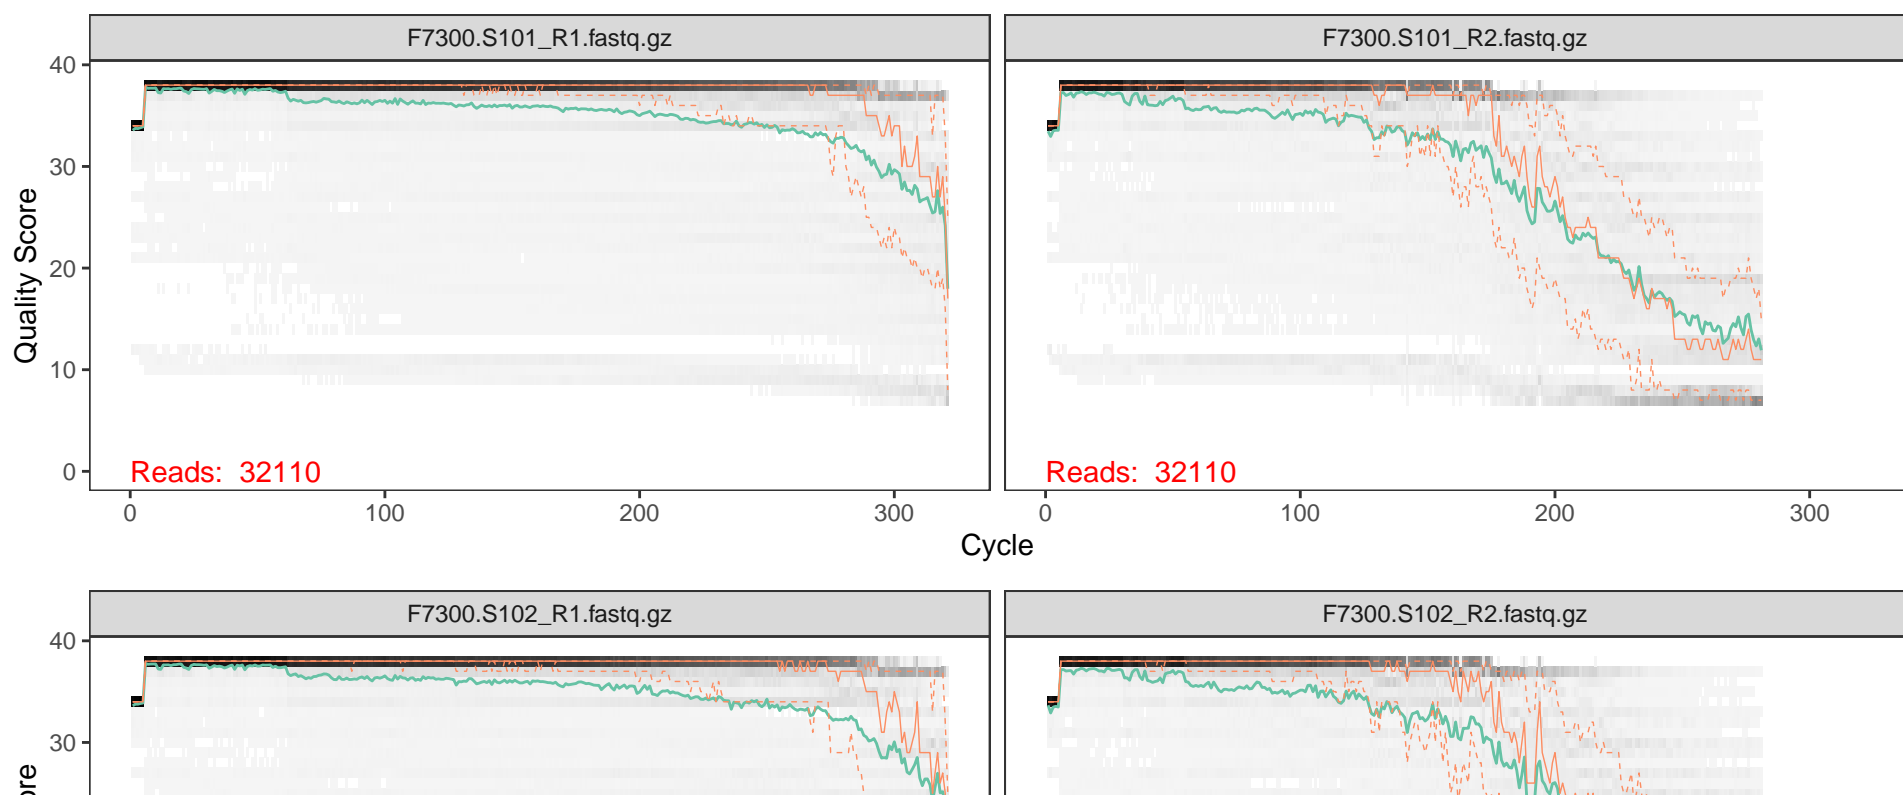 F7300.S101_R1.fastq.gz
F7300.S101_R2.fastq.gz
40
30
20
10
0
Quality Score
Reads: 32110
Reads: 32110
0 100 200 300
0 100 200 300
Cycle
F7300.S102_R1.fastq.gz
F7300.S102_R2.fastq.gz
40
30
ore